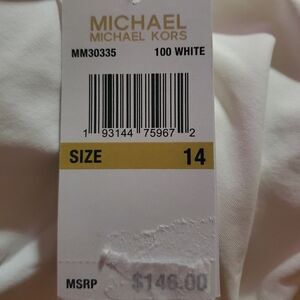 MICHAEL
MICHAEL KORS
MM30335 100 WHITE
1 93144 75967 2
SIZE 14
MSRP $146.00